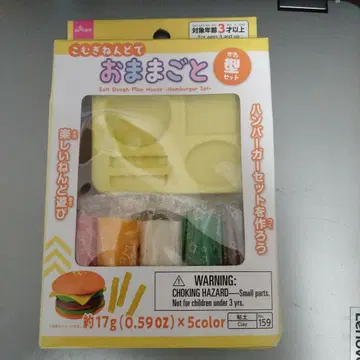 DAISO
対象年齢3才以上
For ages 3 and up
こむぎねんどで
おままごと
かた
型
セット
Soft Dough Play House -Hamburger Set-
ハンバーガーセットを作ろう
楽しいねんど遊び
WARNING:
CHOKING HAZARD—Small parts.
Not for children under 3 yrs.
約17g(0.59oz)×5color
粘土
Clay
No.
159